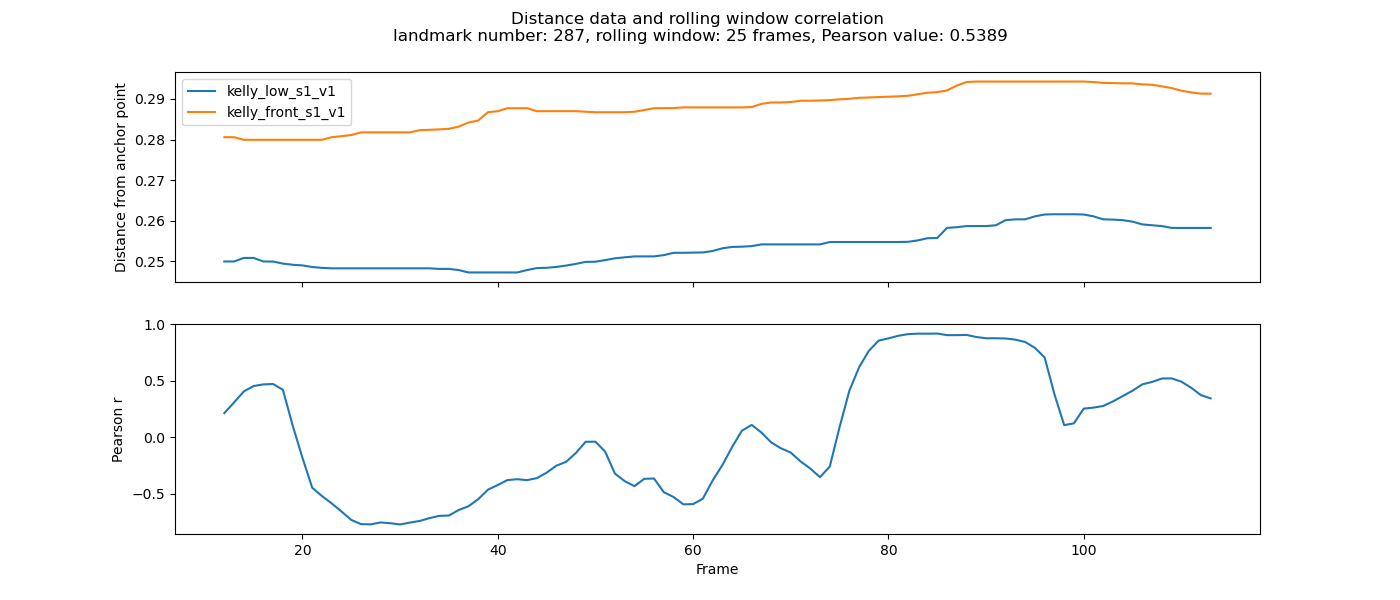 Distance data and rolling window correlation
landmark number: 287, rolling window: 25 frames, Pearson value: 0.5389
kelly_low_s1_v1
kelly_front_s1_v1
Distance from anchor point
0.29
0.28
0.27
0.26
0.25
Pearson r
1.0
0.5
0.0
−0.5
20 40 60 80 100
Frame